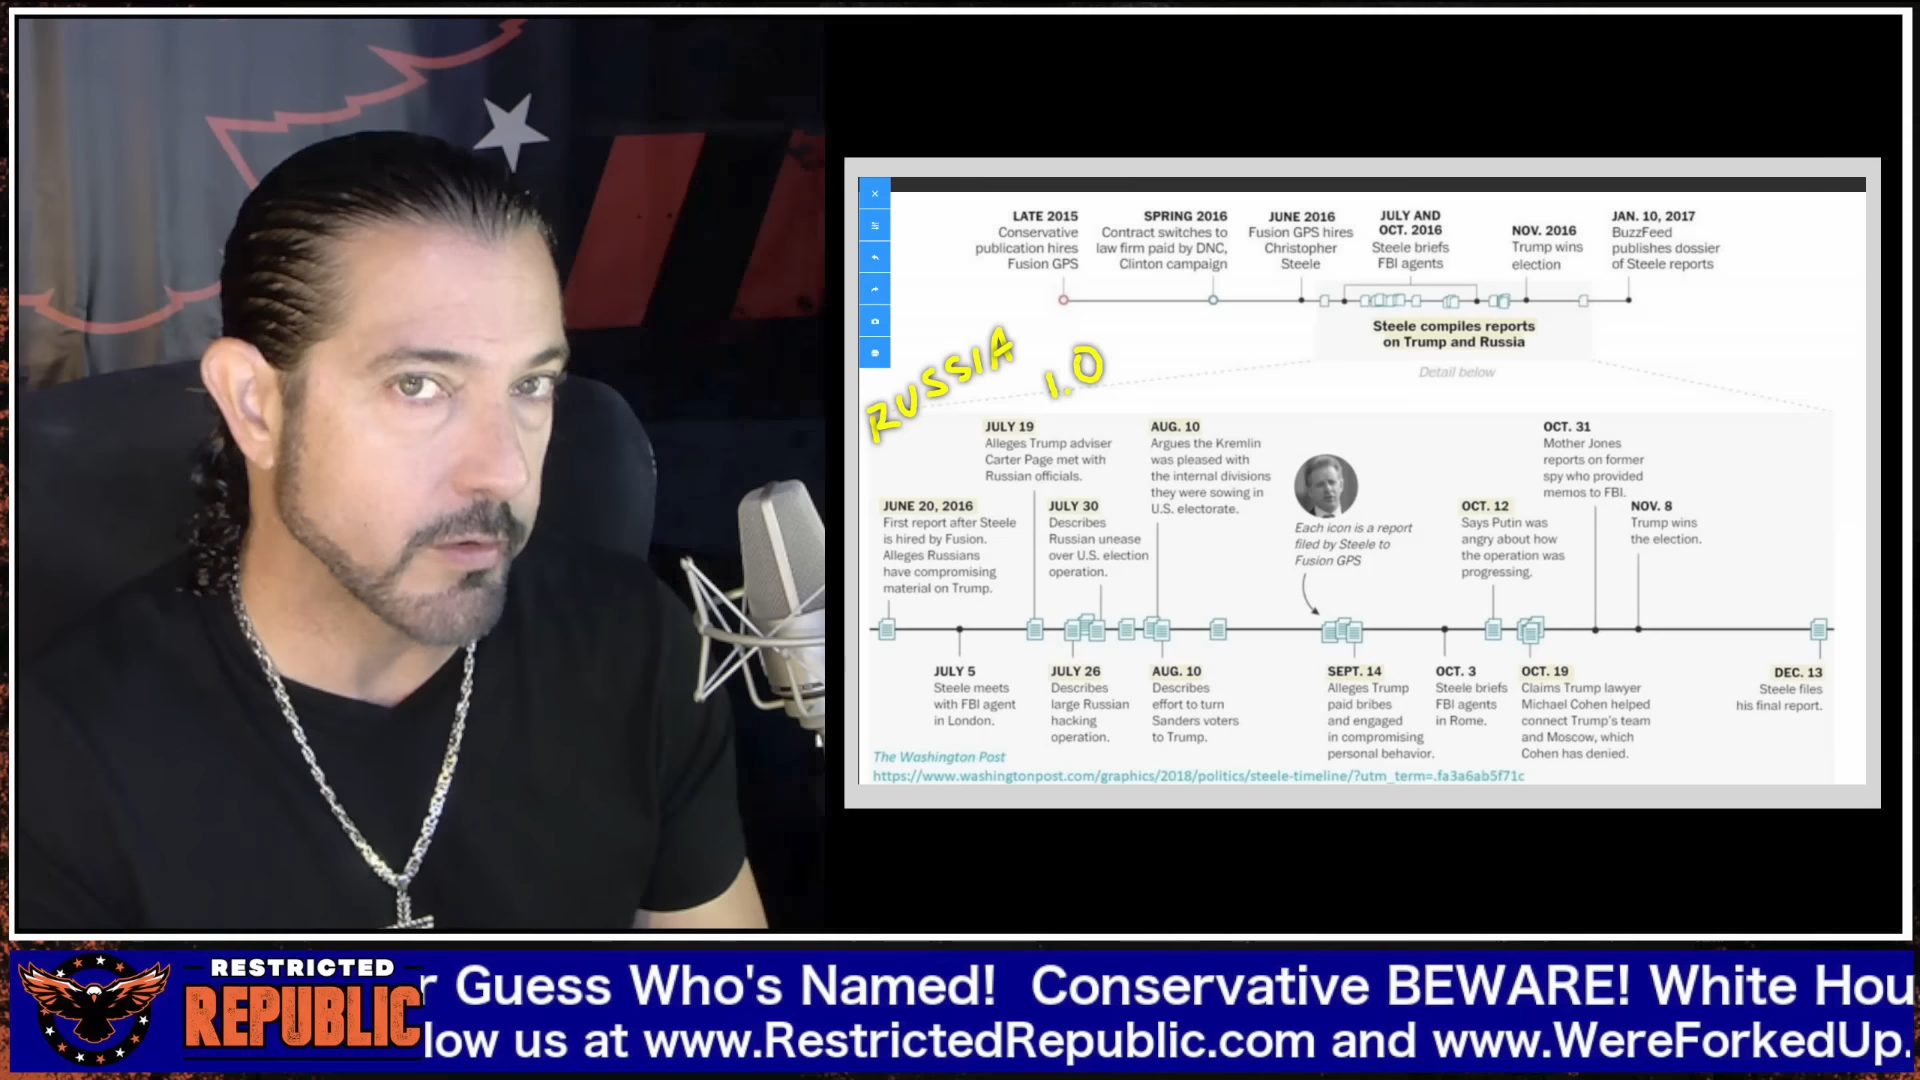 LATE 2015
Conservative
publication hires
Fusion GPS
SPRING 2016
Contract switches to
law firm paid by DNC,
Clinton campaign
JUNE 2016
Fusion GPS hires
Christopher
Steele
JULY AND
OCT. 2016
Steele briefs
FBI agents
NOV. 2016
Trump wins
election
JAN. 10, 2017
BuzzFeed
publishes dossier
of Steele reports
Steele compiles reports
on Trump and Russia
Detail below
RUSSIA
1.0
JUNE 20, 2016
First report after Steele
is hired by Fusion.
Alleges Russians
have compromising
material on Trump.
JULY 19
Alleges Trump adviser
Carter Page met with
Russian officials.
JULY 30
Describes
Russian unease
over U.S. election
operation.
AUG. 10
Argues the Kremlin
was pleased with
the internal divisions
they were sowing in
U.S. electorate.
Each icon is a report
filed by Steele to
Fusion GPS
OCT. 12
Says Putin was
angry about how
the operation was
progressing.
OCT. 31
Mother Jones
reports on former
spy who provided
memos to FBI.
NOV. 8
Trump wins
the election.
JULY 5
Steele meets
with FBI agent
in London.
JULY 26
Describes
large Russian
hacking
operation.
AUG. 10
Describes
effort to turn
Sanders voters
to Trump.
SEPT. 14
Alleges Trump
paid bribes
and engaged
in compromising
personal behavior.
OCT. 3
Steele briefs
FBI agents
in Rome.
OCT. 19
Claims Trump lawyer
Michael Cohen helped
connect Trump's team
and Moscow, which
Cohen has denied.
DEC. 13
Steele files
his final report.
The Washington Post
https://www.washingtonpost.com/graphics/2018/politics/steele-timeline/?utm_term=.fa3a6ab5f71c
RESTRICTED
REPUBLIC
r Guess Who's Named! Conservative BEWARE! White Hou
low us at www.RestrictedRepublic.com and www.WereForkedUp.